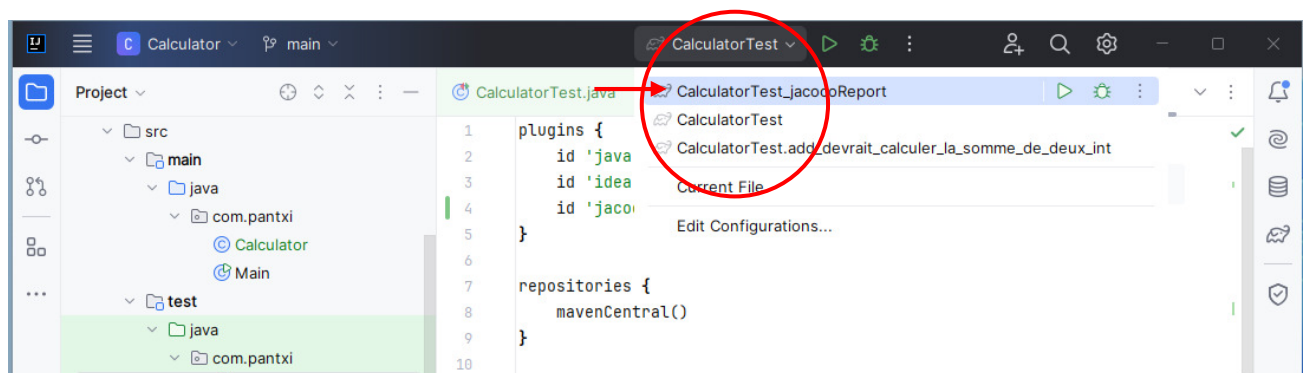 IJ C Calculator main CalculatorTest
Project CalculatorTest.java CalculatorTest_jacocoReport
src 1 plugins { CalculatorTest
main 2 id 'java CalculatorTest.add_devrait_calculer_la_somme_de_deux_int
java 3 id 'idea Current File
com.pantxi 4 id 'jaco
Calculator 5 } Edit Configurations...
Main 6
test 7 repositories {
java 8 mavenCentral()
com.pantxi 9 }
10